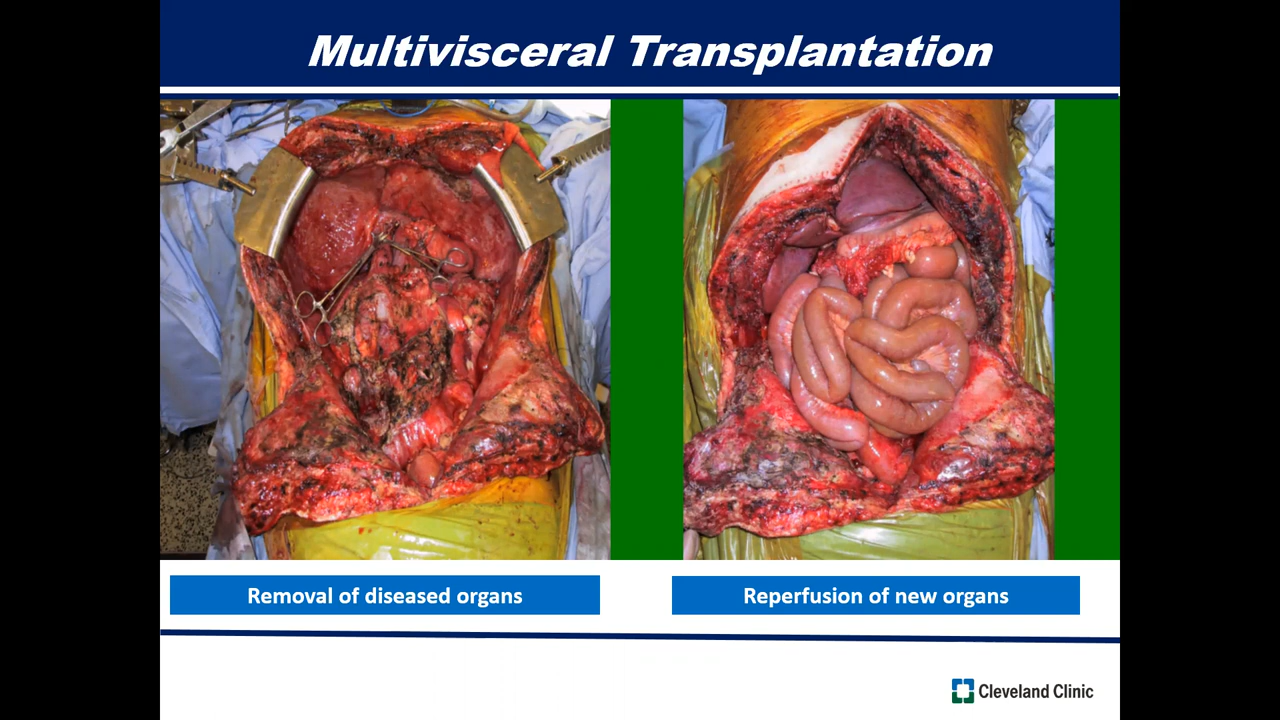 Multivisceral Transplantation
Removal of diseased organs
Reperfusion of new organs
Cleveland Clinic